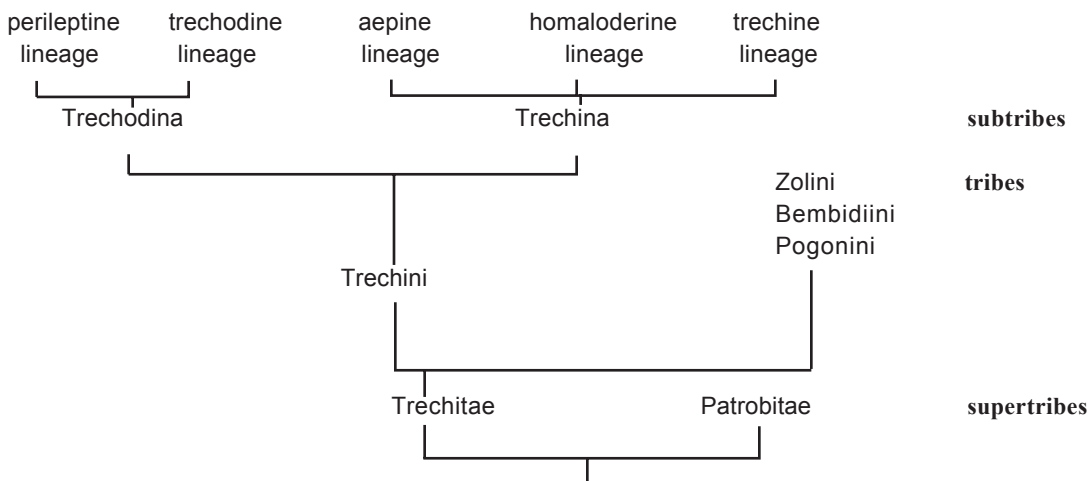 perileptine trechodine aepine homaloderine trechine
lineage lineage lineage lineage lineage
Trechodina Trechina subtribes
Zolini tribes
Bembidiini
Pogonini
Trechini
Trechitae Patrobitae supertribes